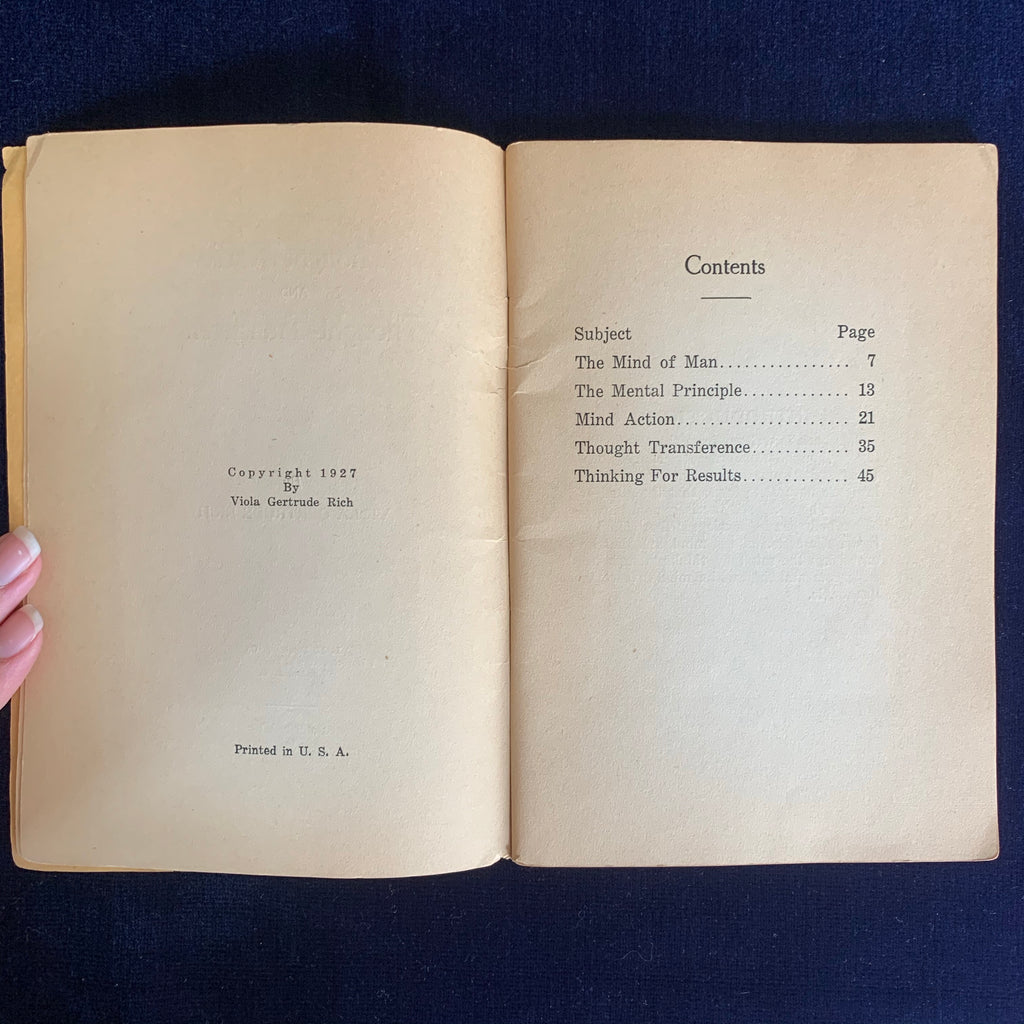 Copyright 1927
By
Viola Gertrude Rich
Printed in U. S. A.
Contents
Subject Page
The Mind of Man................ 7
The Mental Principle............. 13
Mind Action..................... 21
Thought Transference............ 35
Thinking For Results............. 45